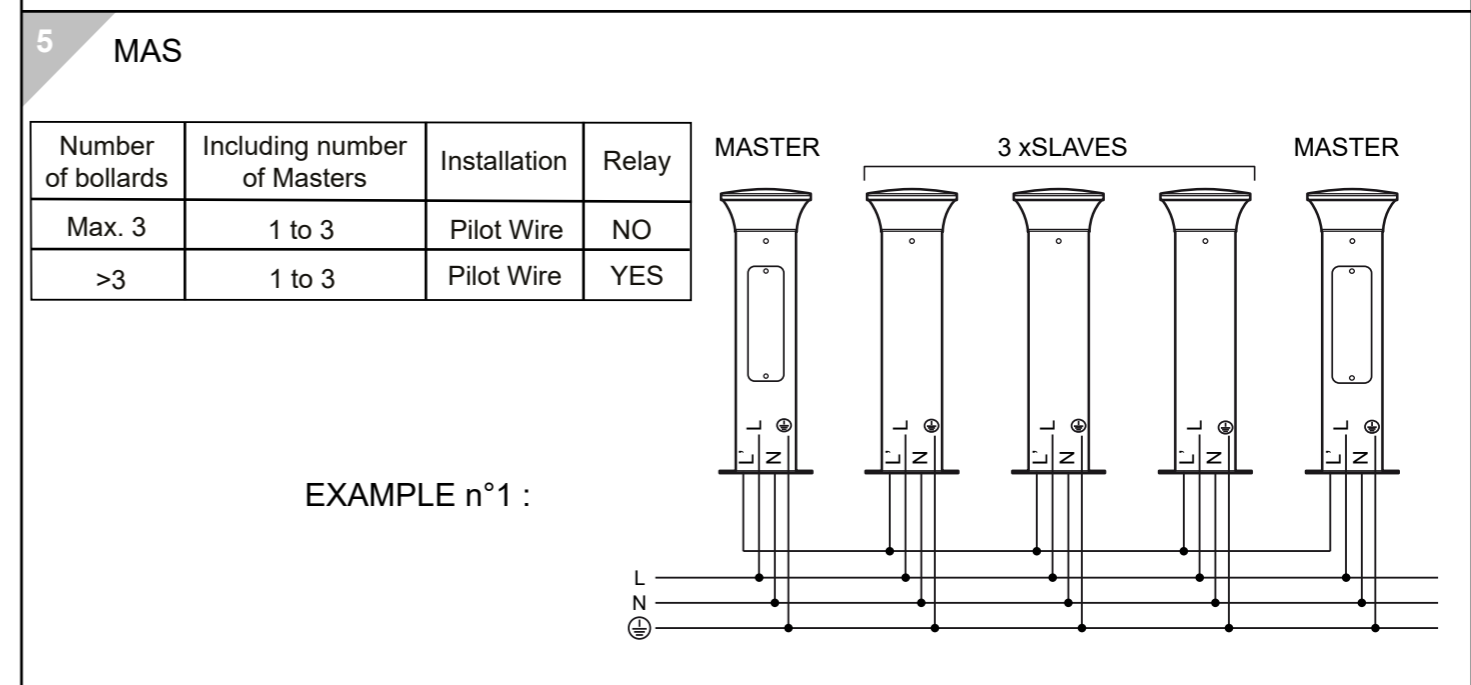 5
MAS
Number of bollards | Including number of Masters | Installation | Relay
Max. 3 | 1 to 3 | Pilot Wire | NO
>3 | 1 to 3 | Pilot Wire | YES
MASTER 3 xSLAVES MASTER
L L L L L
L' N L' N L' N L' N L' N
EXAMPLE n°1 :
L
N